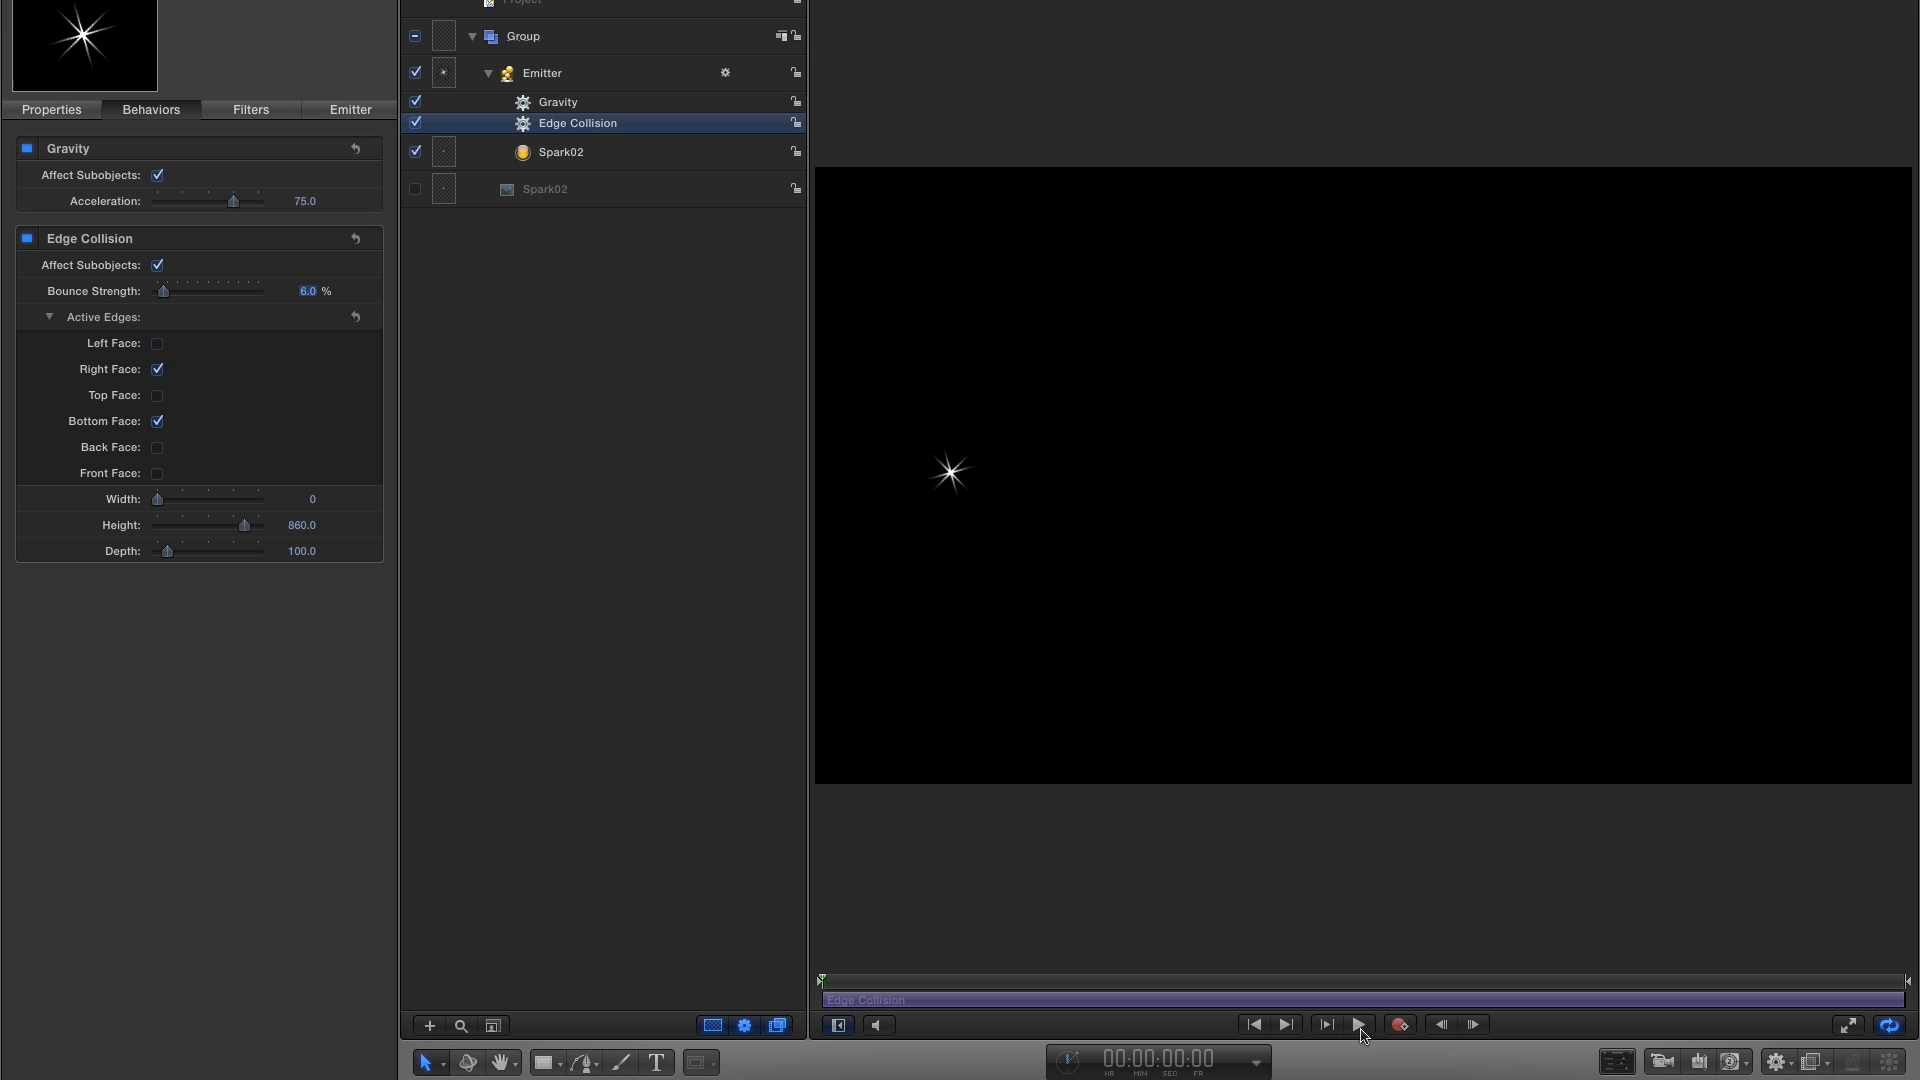 Project
Group
Emitter
Gravity
Edge Collision
Spark02
Spark02
Properties Behaviors Filters Emitter
Gravity
Affect Subobjects:
Acceleration: 75.0
Edge Collision
Affect Subobjects:
Bounce Strength: 6.0 %
Active Edges:
Left Face:
Right Face:
Top Face:
Bottom Face:
Back Face:
Front Face:
Width: 0
Height: 860.0
Depth: 100.0
Edge Collision
T
00:00:00:00
HR MIN SEC FR